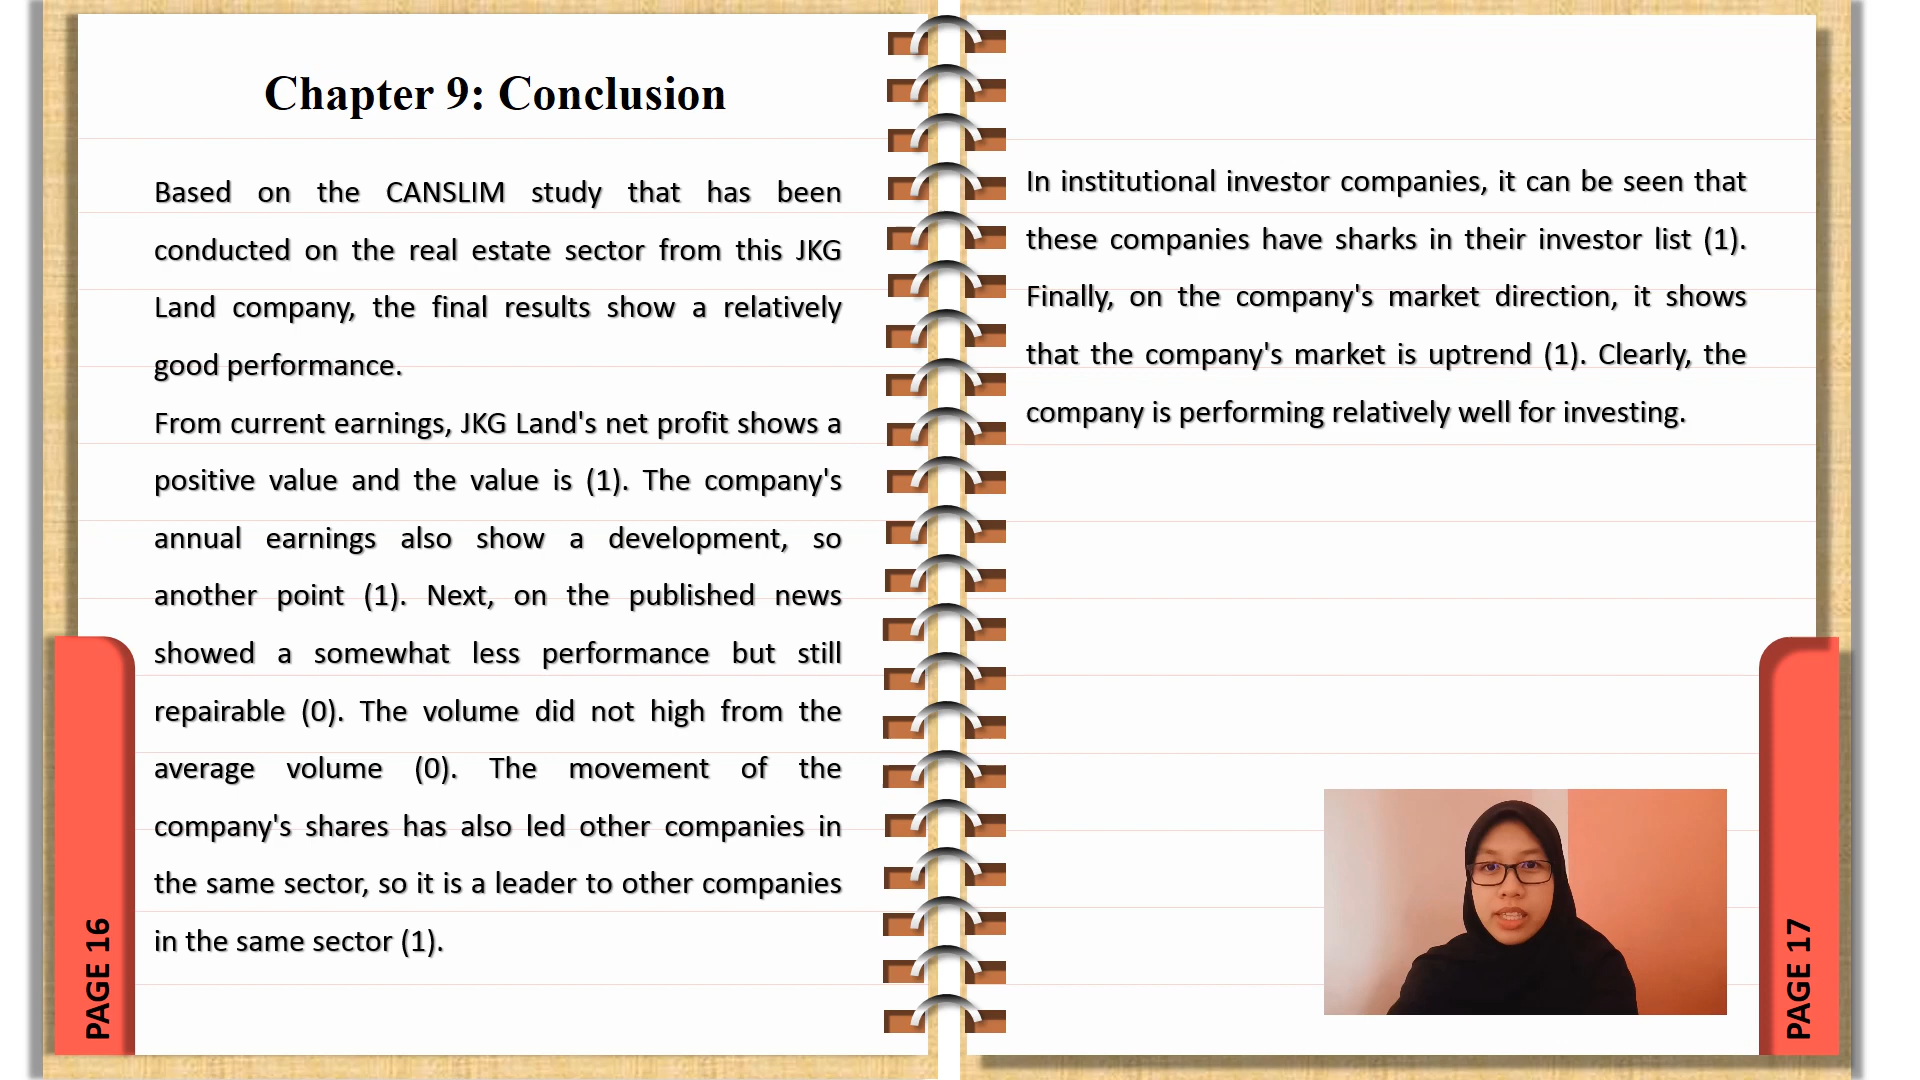 Chapter 9: Conclusion
Based on the CANSLIM study that has been
conducted on the real estate sector from this JKG
Land company, the final results show a relatively
good performance.
From current earnings, JKG Land's net profit shows a
positive value and the value is (1). The company's
annual earnings also show a development, so
another point (1). Next, on the published news
showed a somewhat less performance but still
repairable (0). The volume did not high from the
average volume (0). The movement of the
company's shares has also led other companies in
the same sector, so it is a leader to other companies
in the same sector (1).
PAGE 16
In institutional investor companies, it can be seen that
these companies have sharks in their investor list (1).
Finally, on the company's market direction, it shows
that the company's market is uptrend (1). Clearly, the
company is performing relatively well for investing.
PAGE 17